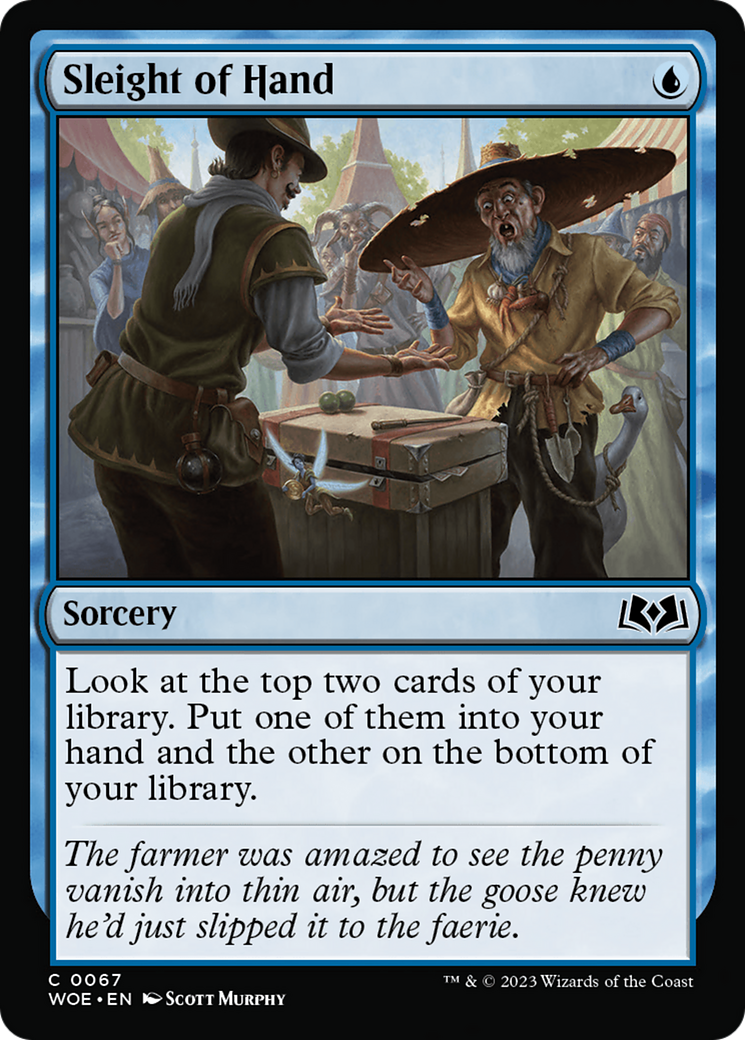 Sleight of Hand
Sorcery
Look at the top two cards of your
library. Put one of them into your
hand and the other on the bottom of
your library.
The farmer was amazed to see the penny
vanish into thin air, but the goose knew
he'd just slipped it to the faerie.
C 0067
WOE • EN Scott Murphy
™ & © 2023 Wizards of the Coast